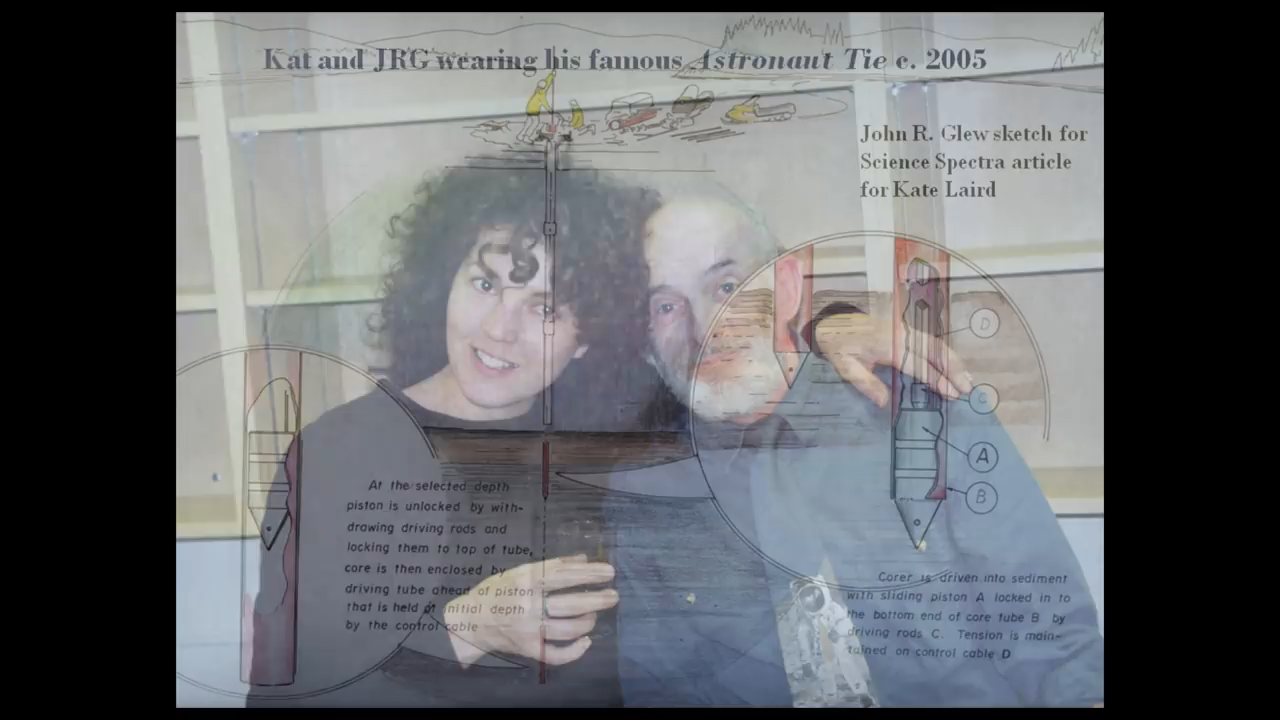 Kat and JRG wearing his famous Astronaut Tie c. 2005
John R. Glew sketch for
Science Spectra article
for Kate Laird
D
C
A
B
At the selected depth
piston is unlocked by with-
drawing driving rods and
locking them to top of tube,
core is then enclosed by
driving tube ahead of piston
that is held at initial depth
by the control cable
Corer is driven into sediment
with sliding piston A locked in to
the bottom end of core tube B by
driving rods C. Tension is main-
tained on control cable D